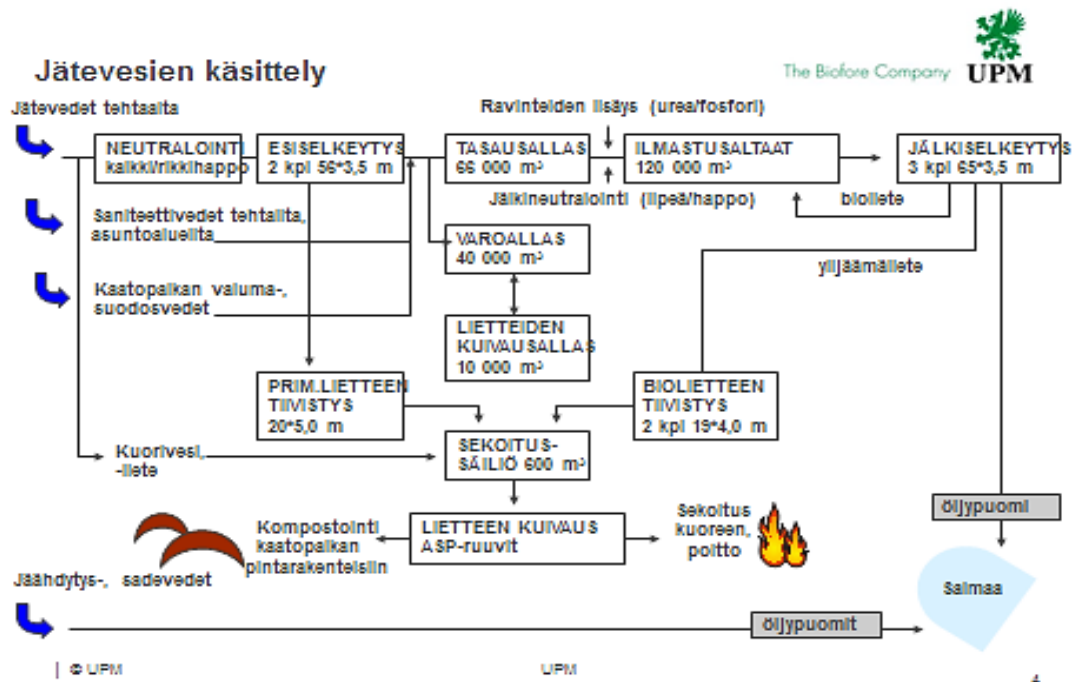 The Biofore Company UPM
Jätevesien käsittely
Jätevedet tehtaalta
Ravinteiden lisäys (urea/fosfori)
NEUTRALOINTI
kalkki/rikkihappo
ESISELKEYTYS
2 kpl 56*3,5 m
TASAUSALLAS
66 000 m³
ILMASTUSALTAAT
120 000 m³
JÄLKISELKEYTYS
3 kpl 65*3,5 m
Jälkineutralointi (lipeä/happo)
bioliete
Saniteettivedet tehtailta,
asuntoalueilta
VAROALLAS
40 000 m³
ylijäämäliete
Kaatopaikan valuma-,
suodosvedet
LIETTEIDEN
KUIVAUSALLAS
10 000 m³
PRIM.LIETTEEN
TIIVISTYS
20*5,0 m
BIOLIETTEEN
TIIVISTYS
2 kpl 19*4,0 m
Kuorivesi,
-liete
SEKOITUS-
SÄILIÖ 600 m³
öljypuomi
Kompostointi
kaatopaikan
pintarakenteisiin
LIETTEEN KUIVAUS
ASP-ruuvit
Sekoitus
kuoreen,
poltto
Jäähdytys-, sadevedet
Saimaa
öljypuomit
| © UPM
UPM
4